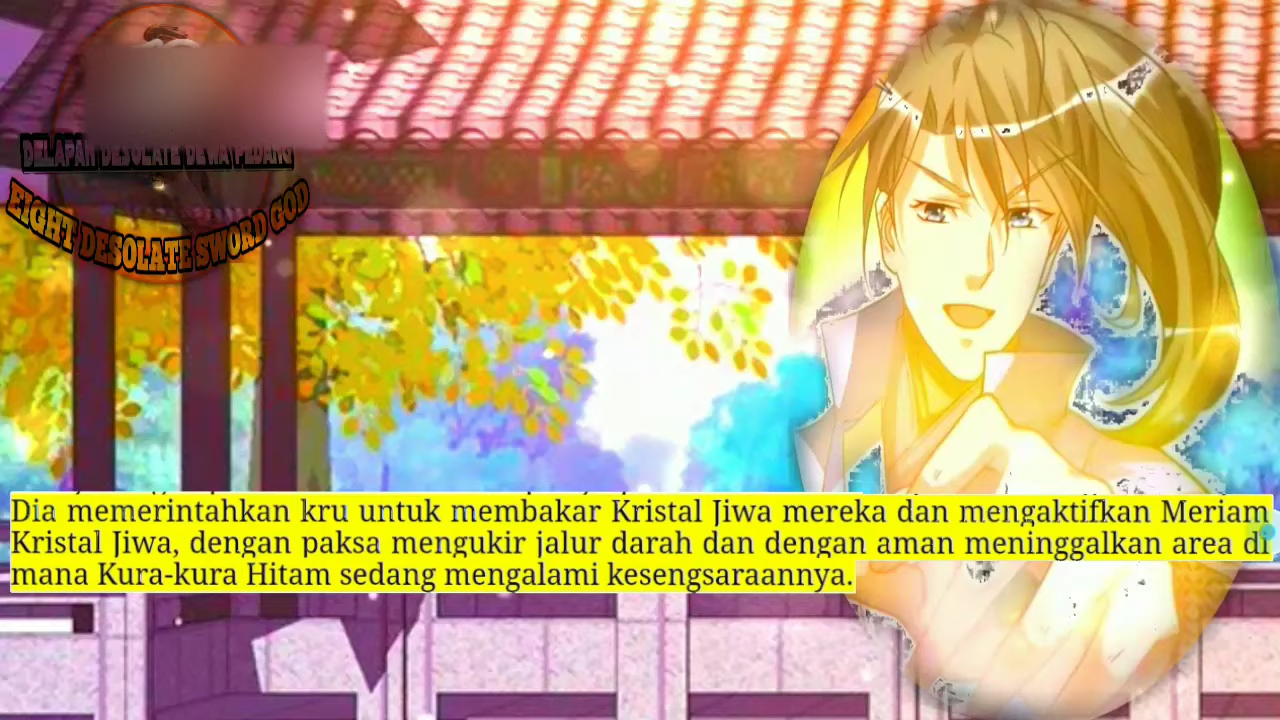 DELAPAN DESOLATE DEWA PEDANG
EIGHT DESOLATE SWORD GOD
Dia memerintahkan kru untuk membakar Kristal Jiwa mereka dan mengaktifkan Meriam
Kristal Jiwa, dengan paksa mengukir jalur darah dan dengan aman meninggalkan area di
mana Kura-kura Hitam sedang mengalami kesengsaraannya.